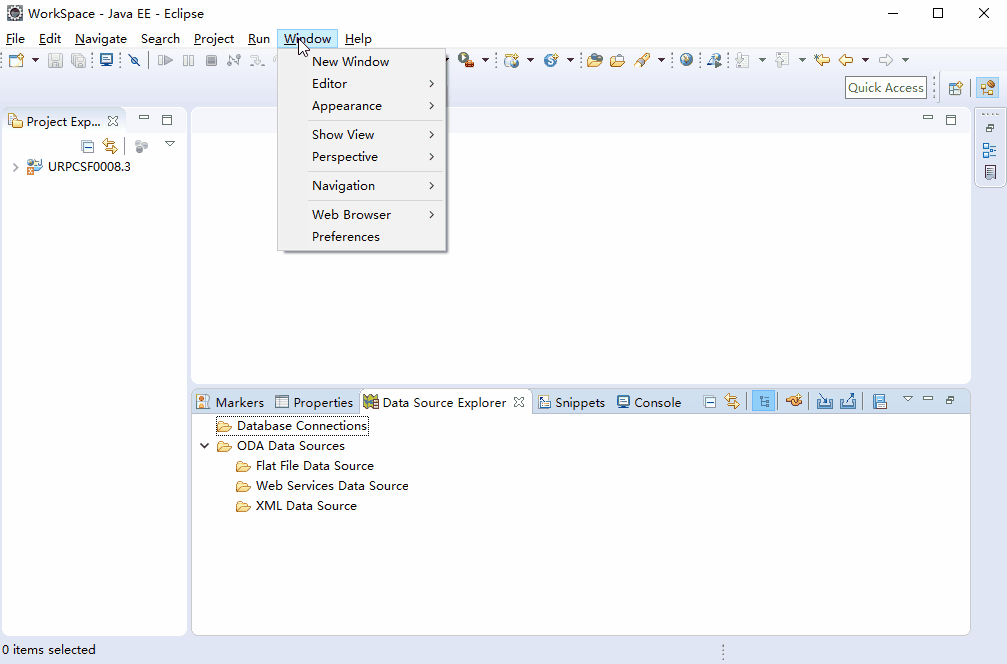 WorkSpace - Java EE - Eclipse
File Edit Navigate Search Project Run Window Help
New Window
Editor
Appearance
Show View
Perspective
Navigation
Web Browser
Preferences
Quick Access
Project Exp...
URPCSF0008.3
Markers Properties Data Source Explorer Snippets Console
Database Connections
ODA Data Sources
Flat File Data Source
Web Services Data Source
XML Data Source
0 items selected